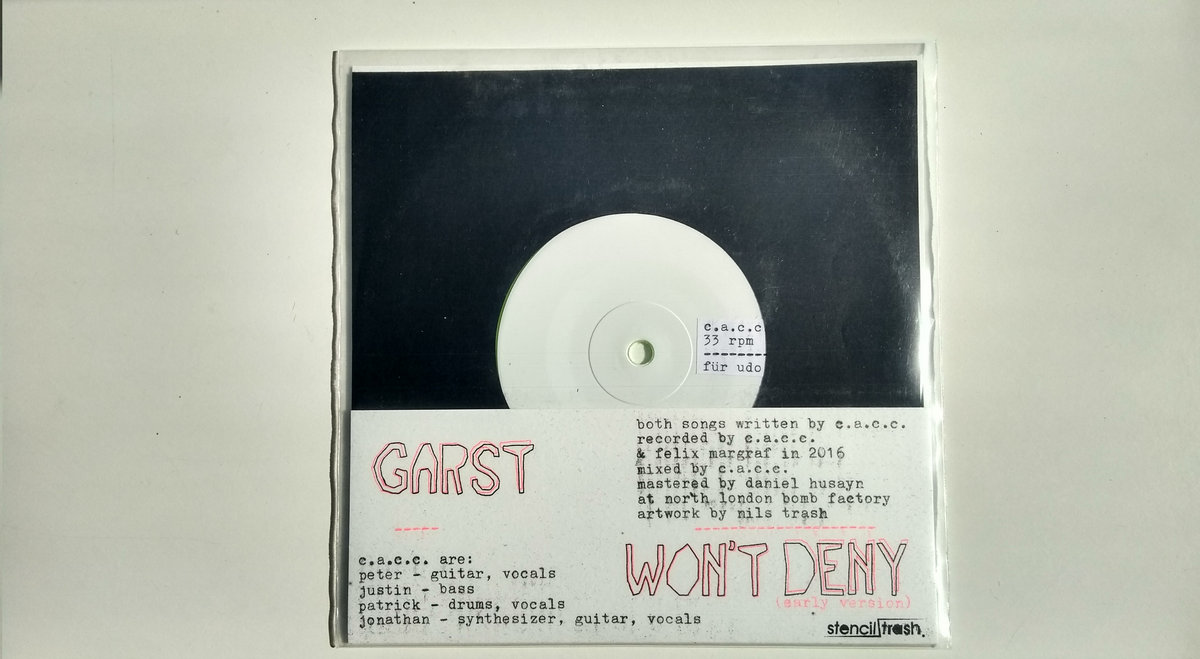 c.a.c.c
33 rpm
für udo
GARST
both songs written by c.a.c.c.
recorded by c.a.c.c.
& felix margraf in 2016
mixed by c.a.c.c.
mastered by daniel husayn
at north london bomb factory
artwork by nils trash
c.a.c.c. are:
peter - guitar, vocals
justin - bass
patrick - drums, vocals
jonathan - synthesizer, guitar, vocals
WON'T DENY
(early version)
stencil trash.